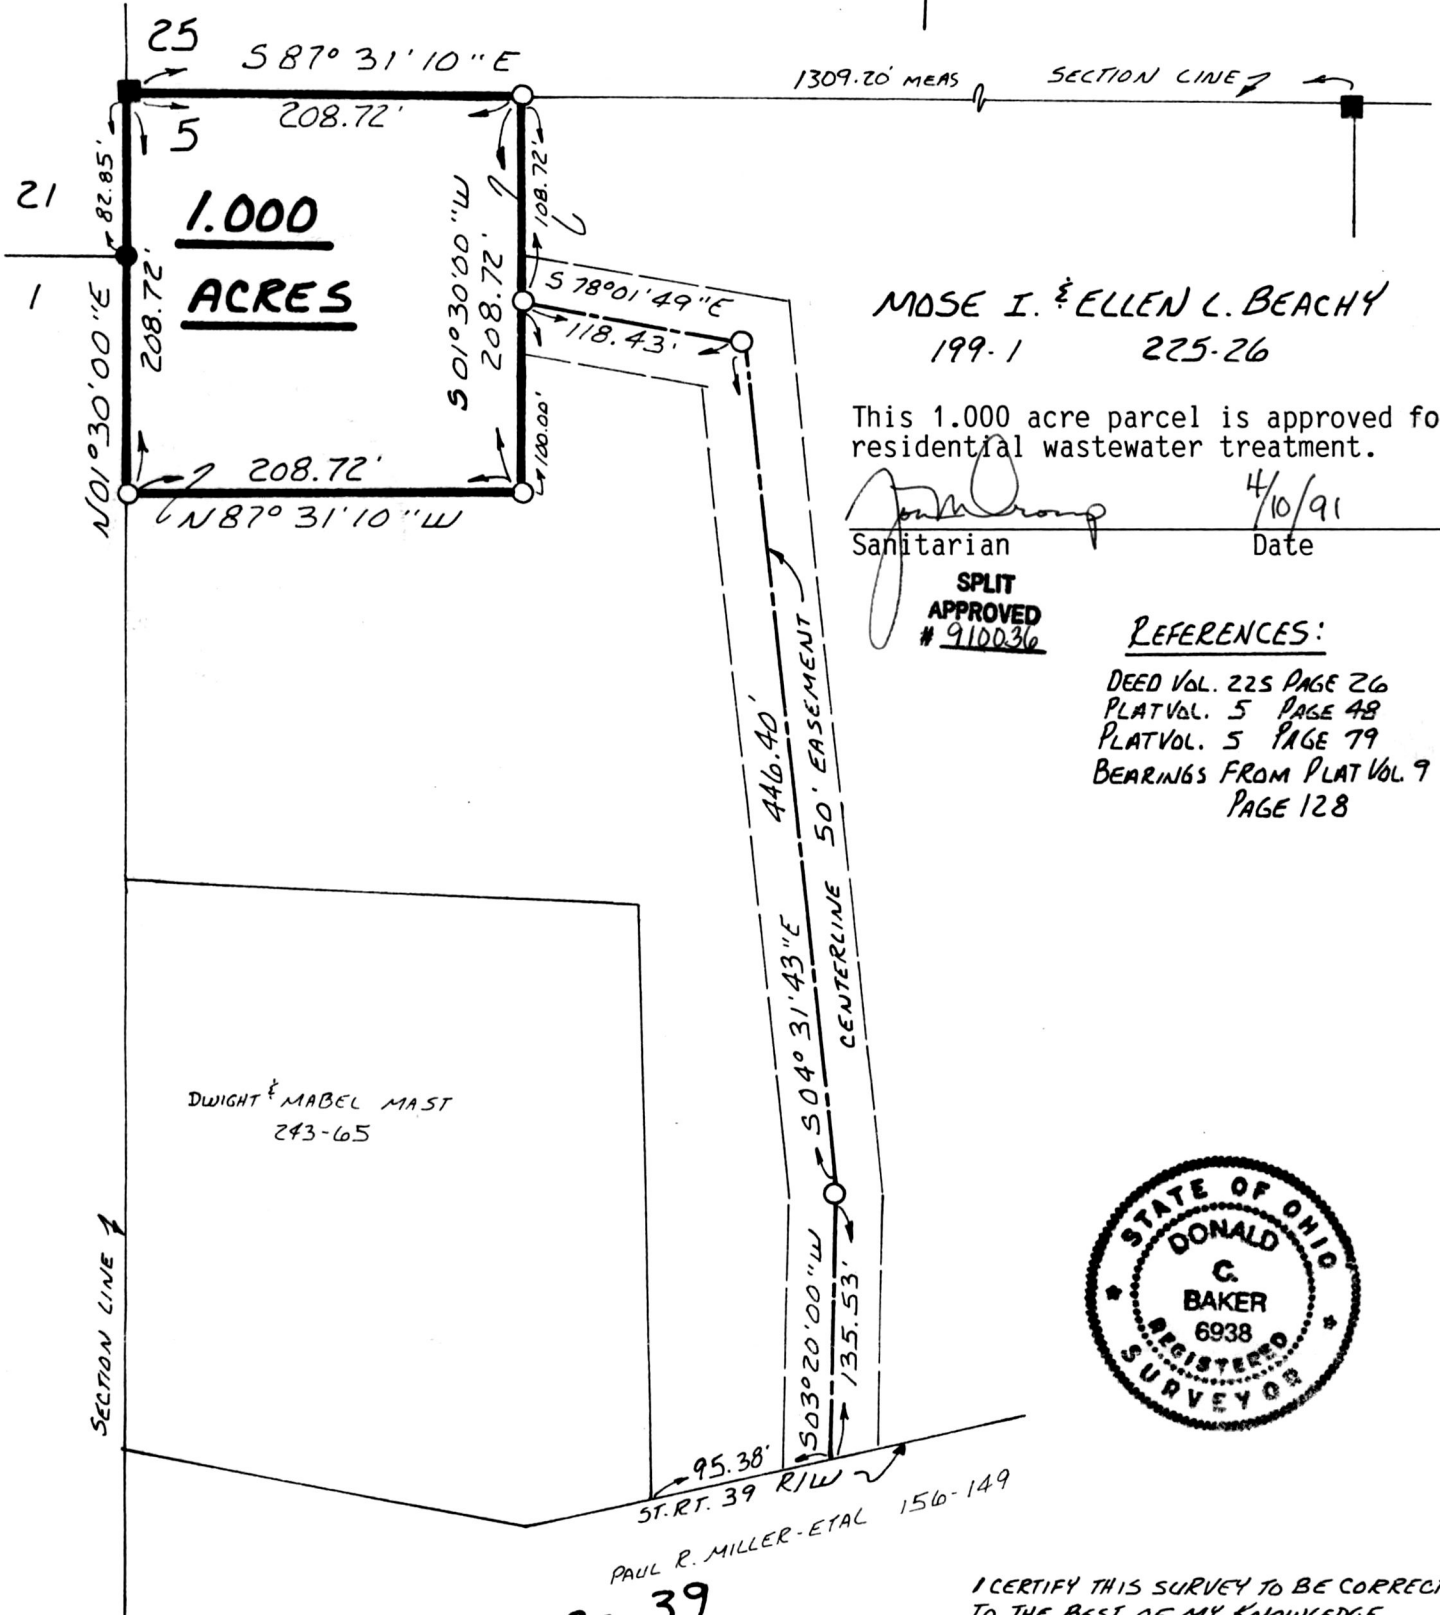 25
S 87° 31' 10" E
208.72'
1309.20' MEAS
SECTION LINE
5
21
82.85'
1
1.000
ACRES
N 01° 30' 00" E
208.72'
S 01° 30' 00" W
208.72'
108.72'
100.00'
S 78° 01' 49" E
118.43'
208.72'
N 87° 31' 10" W
MOSE I. & ELLEN L. BEACHY
199-1 225-26
This 1.000 acre parcel is approved fo
residential wastewater treatment.
4/10/91
Sanitarian Date
SPLIT
APPROVED
# 910036
REFERENCES:
DEED VOL. 225 PAGE 26
PLAT VOL. 5 PAGE 48
PLAT VOL. 5 PAGE 79
BEARINGS FROM PLAT VOL. 9
PAGE 128
446.40'
S 04° 31' 43" E
CENTERLINE 50' EASEMENT
DWIGHT & MABEL MAST
243-65
SECTION LINE
S 03° 20' 00" W
135.53'
95.38'
ST. RT. 39 R/W
PAUL R. MILLER-ETAL 156-149
39
STATE OF OHIO
DONALD
C.
BAKER
6938
REGISTERED
SURVEYOR
I CERTIFY THIS SURVEY TO BE CORRECT
TO THE BEST OF MY KNOWLEDGE